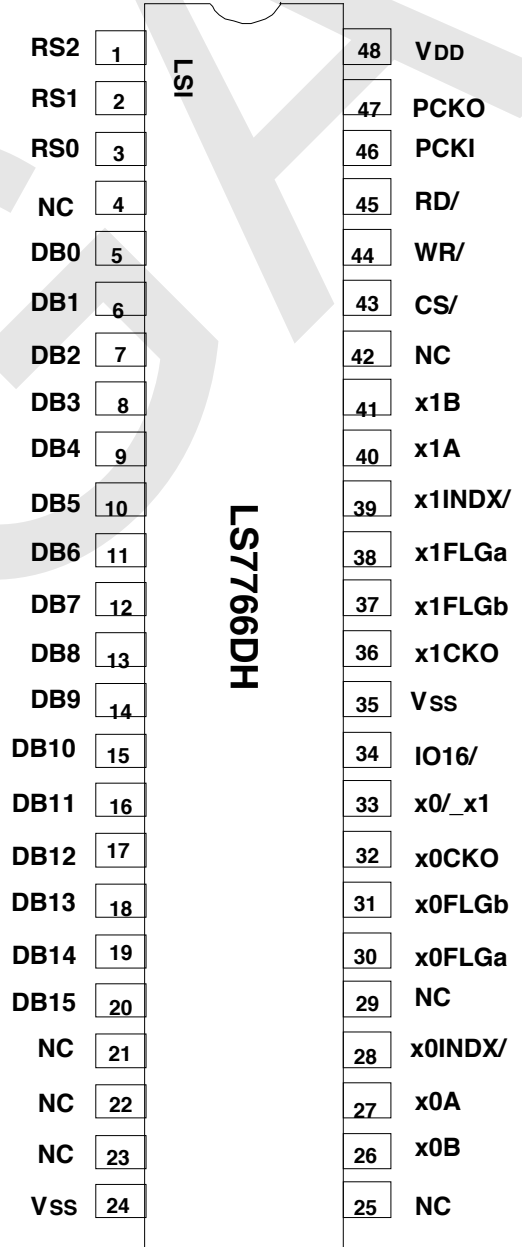 RS2 1 48 VDD
LSI
RS1 2 47 PCKO
RS0 3 46 PCKI
NC 4 45 RD/
DB0 5 44 WR/
DB1 6 43 CS/
DB2 7 42 NC
DB3 8 41 x1B
DB4 9 40 x1A
DB5 10 39 x1INDX/
DB6 11 38 x1FLGa
LS7766DH
DB7 12 37 x1FLGb
DB8 13 36 x1CKO
DB9 14 35 VSS
DB10 15 34 IO16/
DB11 16 33 x0/_x1
DB12 17 32 x0CKO
DB13 18 31 x0FLGb
DB14 19 30 x0FLGa
DB15 20 29 NC
NC 21 28 x0INDX/
NC 22 27 x0A
NC 23 26 x0B
VSS 24 25 NC